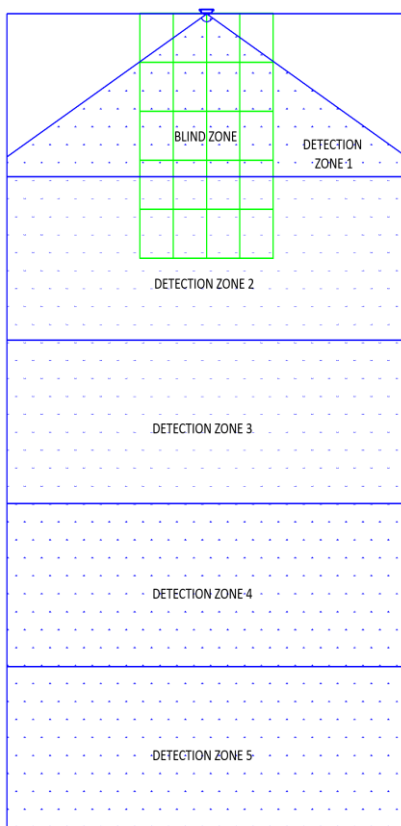 BLIND ZONE
DETECTION
ZONE 1
DETECTION ZONE 2
DETECTION ZONE 3
DETECTION ZONE 4
DETECTION ZONE 5